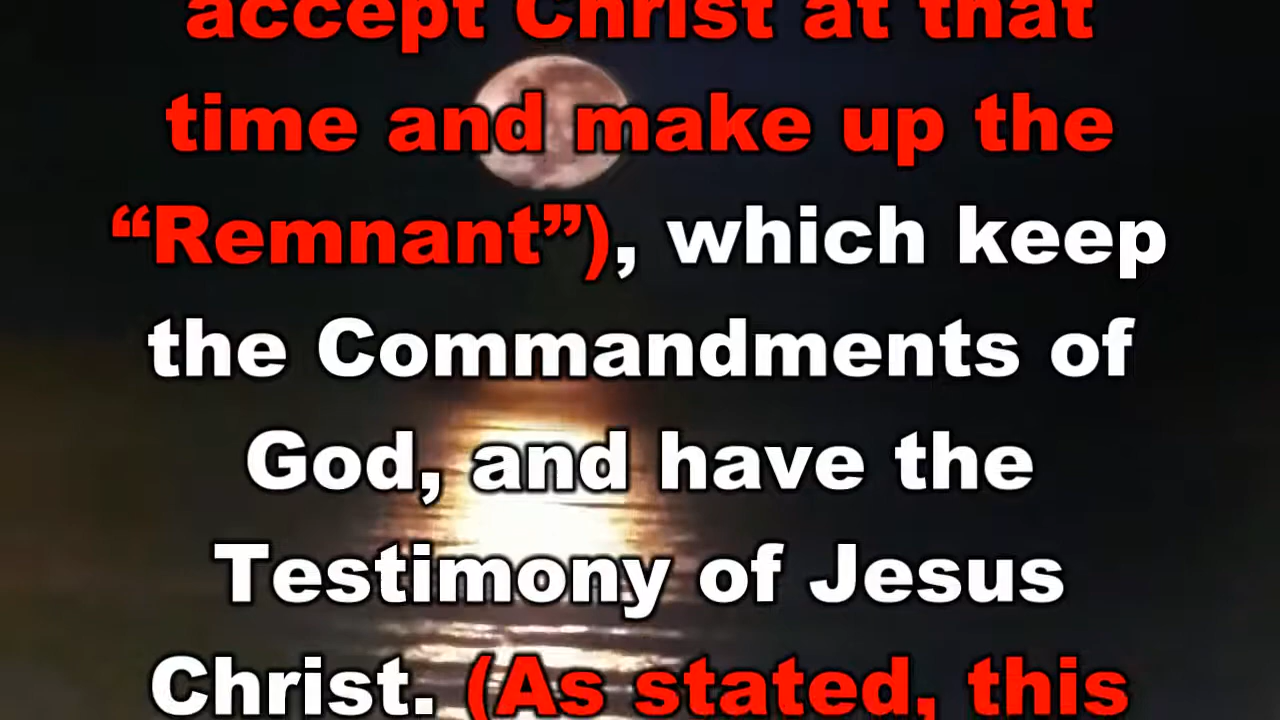 accept Christ at that
time and make up the
“Remnant”), which keep
the Commandments of
God, and have the
Testimony of Jesus
Christ. (As stated, this